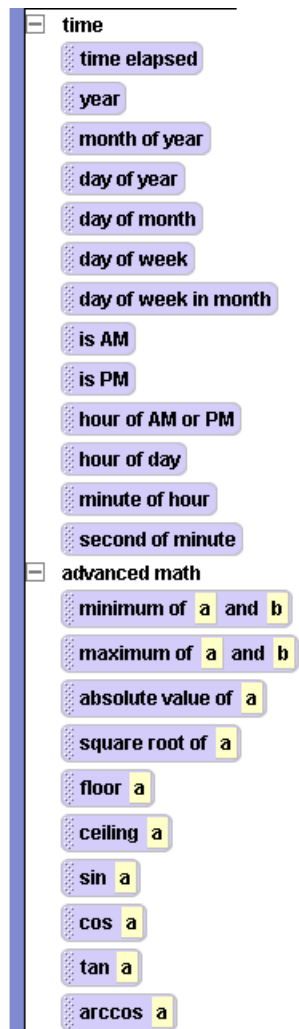 time
time elapsed
year
month of year
day of year
day of month
day of week
day of week in month
is AM
is PM
hour of AM or PM
hour of day
minute of hour
second of minute
advanced math
minimum of a and b
maximum of a and b
absolute value of a
square root of a
floor a
ceiling a
sin a
cos a
tan a
arccos a